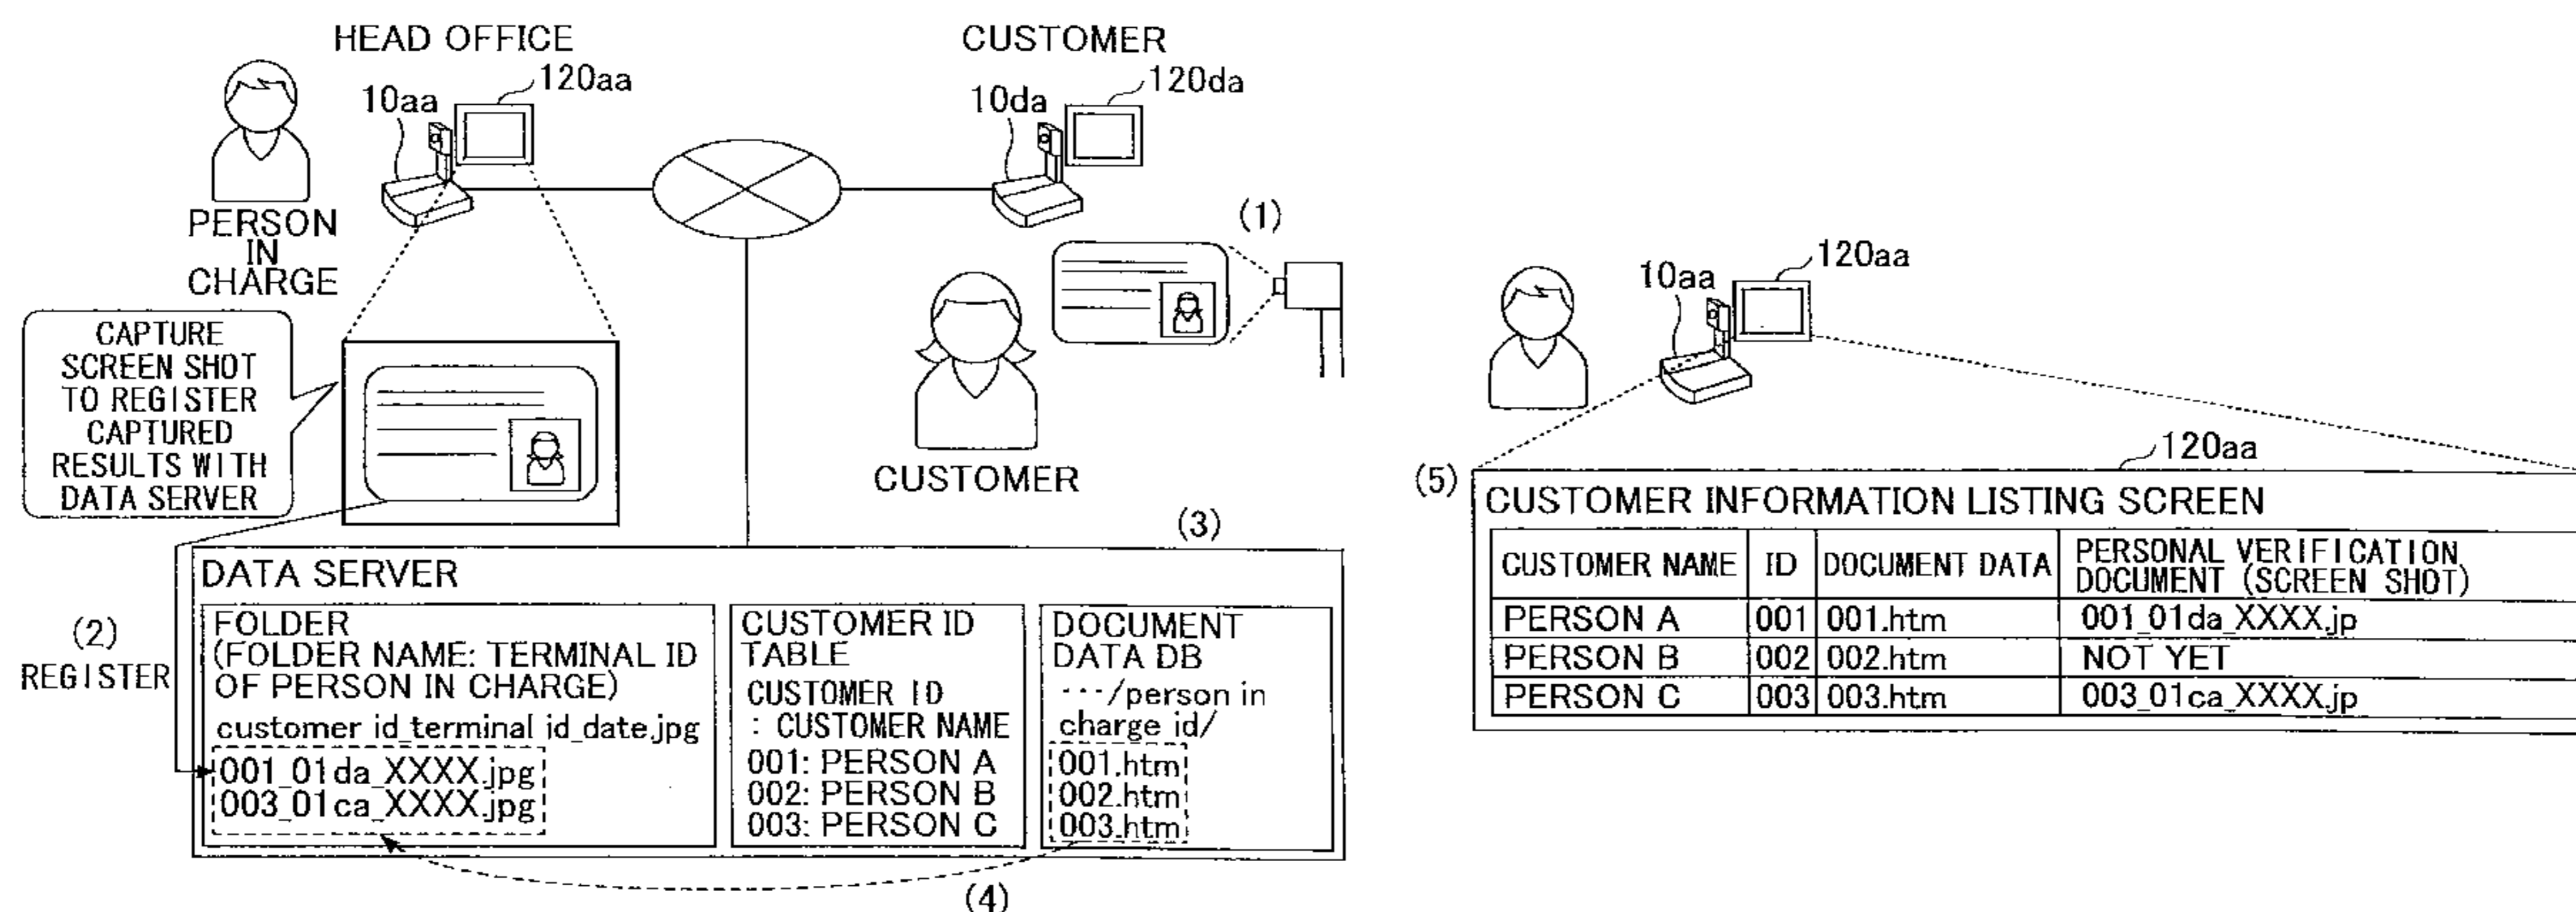 HEAD OFFICE
120aa
10aa
PERSON
IN
CHARGE
CUSTOMER
120da
10da
(1)
CUSTOMER
CAPTURE
SCREEN SHOT
TO REGISTER
CAPTURED
RESULTS WITH
DATA SERVER
(2)
REGISTER
(3)
DATA SERVER
FOLDER
(FOLDER NAME: TERMINAL ID
OF PERSON IN CHARGE)
customer id_terminal id_date.jpg
001_01da_XXXX.jpg
003_01ca_XXXX.jpg
CUSTOMER ID
TABLE
CUSTOMER ID
: CUSTOMER NAME
001: PERSON A
002: PERSON B
003: PERSON C
DOCUMENT
DATA DB
···/person in
charge id/
001.htm
002.htm
003.htm
(4)
10aa
120aa
(5)
120aa
CUSTOMER INFORMATION LISTING SCREEN
CUSTOMER NAME ID DOCUMENT DATA PERSONAL VERIFICATION
DOCUMENT (SCREEN SHOT)
PERSON A 001 001.htm 001_01da_XXXX.jp
PERSON B 002 002.htm NOT YET
PERSON C 003 003.htm 003_01ca_XXXX.jp